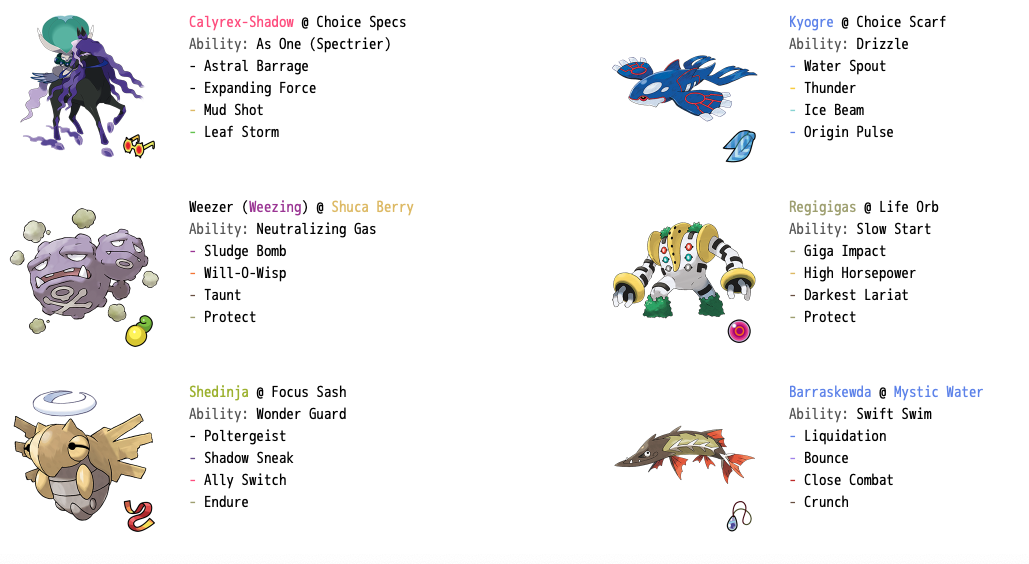 Calyrex-Shadow @ Choice Specs
Ability: As One (Spectrier)
- Astral Barrage
- Expanding Force
- Mud Shot
- Leaf Storm
Kyogre @ Choice Scarf
Ability: Drizzle
- Water Spout
- Thunder
- Ice Beam
- Origin Pulse
Weezer (Weezing) @ Shuca Berry
Ability: Neutralizing Gas
- Sludge Bomb
- Will-O-Wisp
- Taunt
- Protect
Regigigas @ Life Orb
Ability: Slow Start
- Giga Impact
- High Horsepower
- Darkest Lariat
- Protect
Shedinja @ Focus Sash
Ability: Wonder Guard
- Poltergeist
- Shadow Sneak
- Ally Switch
- Endure
Barraskewda @ Mystic Water
Ability: Swift Swim
- Liquidation
- Bounce
- Close Combat
- Crunch